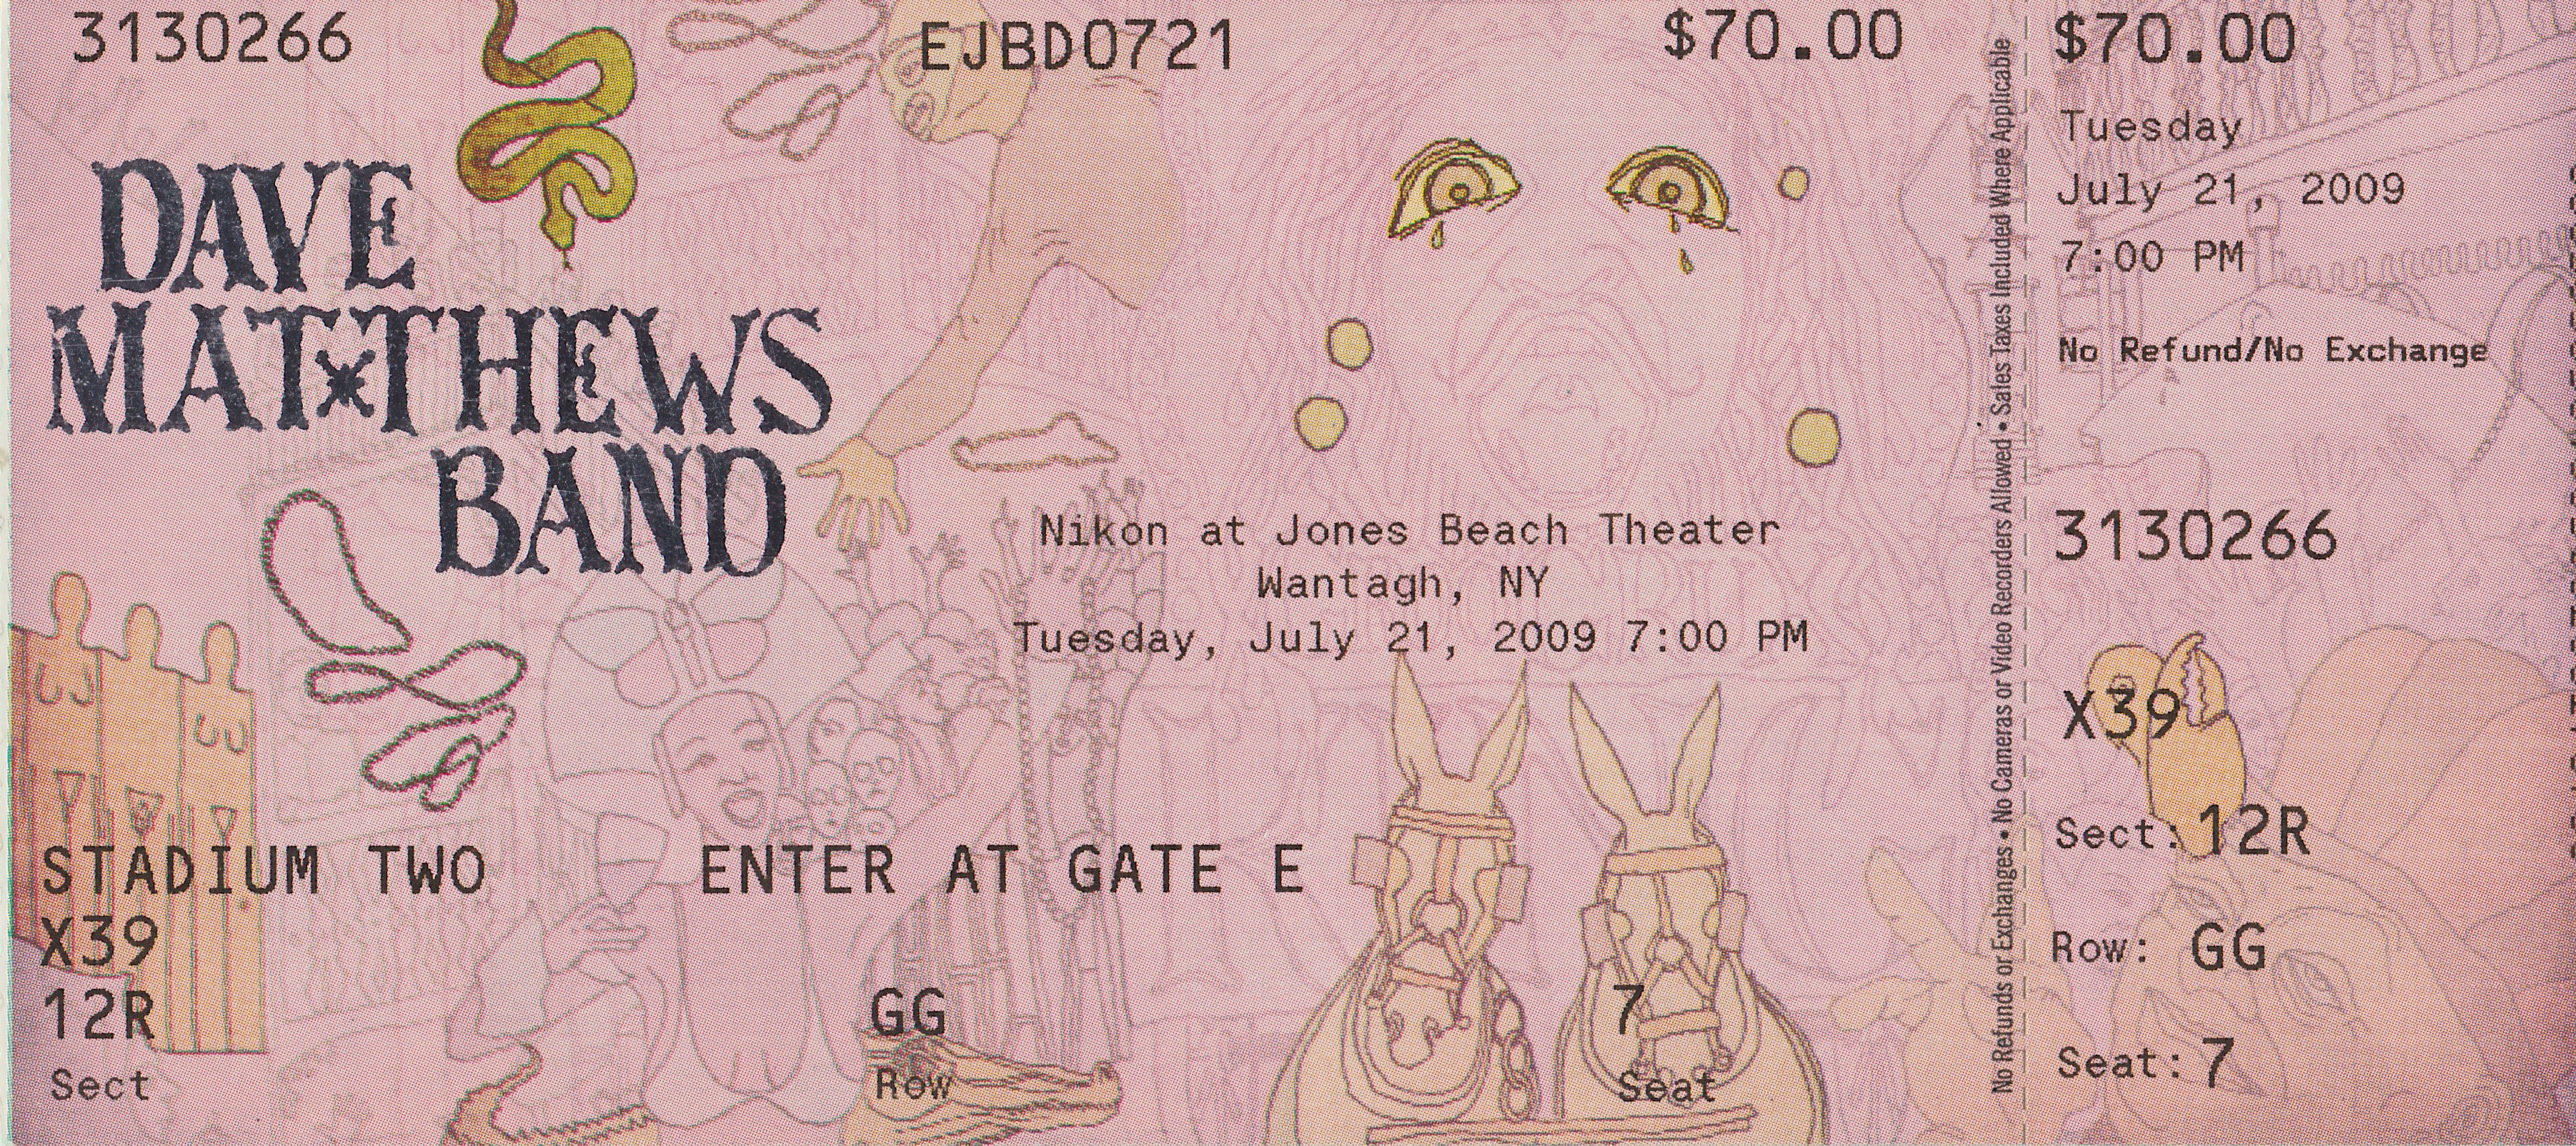 3130266
EJBD0721
$70.00
DAVE
MATTHEWS
BAND
Nikon at Jones Beach Theater
Wantagh, NY
Tuesday, July 21, 2009 7:00 PM
STADIUM TWO
ENTER AT GATE E
X39
12R
GG
7
Sect
Row
Seat
No Refunds or Exchanges • No Cameras or Video Recorders Allowed • Sales Taxes Included Where Applicable
$70.00
Tuesday
July 21, 2009
7:00 PM
No Refund/No Exchange
3130266
X39
Sect: 12R
Row: GG
Seat: 7